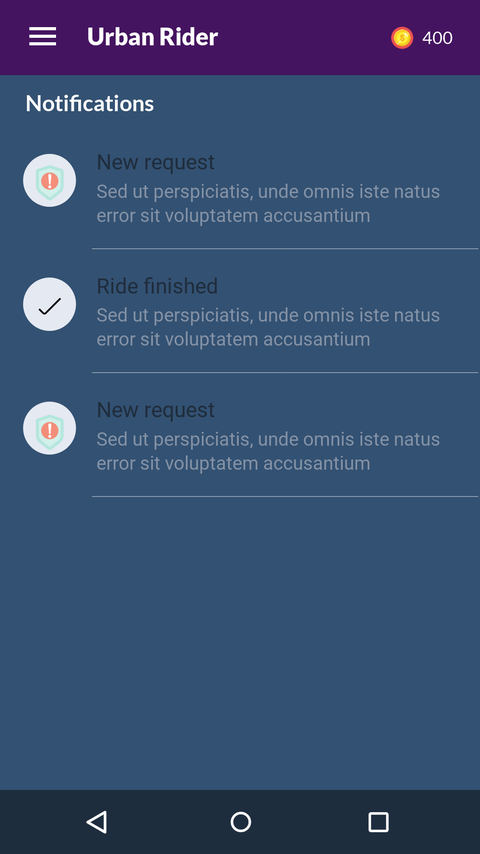 Urban Rider
400
Notifications
New request
Sed ut perspiciatis, unde omnis iste natus
error sit voluptatem accusantium
Ride finished
Sed ut perspiciatis, unde omnis iste natus
error sit voluptatem accusantium
New request
Sed ut perspiciatis, unde omnis iste natus
error sit voluptatem accusantium